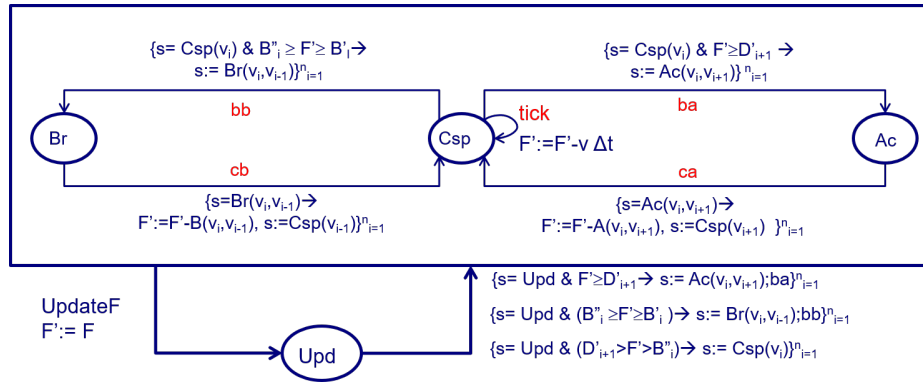 {s= Csp(vᵢ) & B"ᵢ ≥ F'≥ B'ᵢ→
s:= Br(vᵢ,vᵢ₋₁)}ⁿᵢ₌₁
{s= Csp(vᵢ) & F'≥D'ᵢ₊₁ →
s:= Ac(vᵢ,vᵢ₊₁)} ⁿᵢ₌₁
bb
tick
ba
Br
Csp
F':=F'-v Δt
Ac
cb
ca
{s=Br(vᵢ,vᵢ₋₁)→
F':=F'-B(vᵢ,vᵢ₋₁), s:=Csp(vᵢ₋₁)}ⁿᵢ₌₁
{s=Ac(vᵢ,vᵢ₊₁)→
F':=F'-A(vᵢ,vᵢ₊₁), s:=Csp(vᵢ₊₁) }ⁿᵢ₌₁
UpdateF
F':= F
Upd
{s= Upd & F'≥D'ᵢ₊₁→ s:= Ac(vᵢ,vᵢ₊₁);ba}ⁿᵢ₌₁
{s= Upd & (B"ᵢ ≥F'≥B'ᵢ )→ s:= Br(vᵢ,vᵢ₋₁);bb}ⁿᵢ₌₁
{s= Upd & (D'ᵢ₊₁>F'>B"ᵢ)→ s:= Csp(vᵢ)}ⁿᵢ₌₁